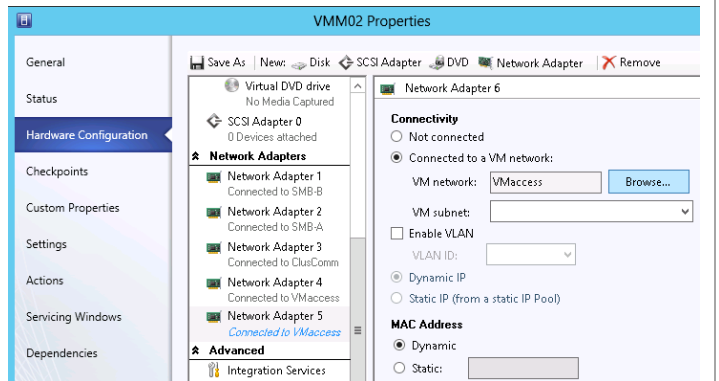 VMM02 Properties
General
Status
Hardware Configuration
Checkpoints
Custom Properties
Settings
Actions
Servicing Windows
Dependencies
Save As New: Disk SCSI Adapter DVD Network Adapter Remove
Virtual DVD drive
No Media Captured
SCSI Adapter 0
0 Devices attached
Network Adapters
Network Adapter 1
Connected to SMB-B
Network Adapter 2
Connected to SMB-A
Network Adapter 3
Connected to ClusComm
Network Adapter 4
Connected to VMaccess
Network Adapter 5
Connected to VMaccess
Advanced
Integration Services
Network Adapter 6
Connectivity
Not connected
Connected to a VM network:
VM network: VMaccess Browse...
VM subnet:
Enable VLAN
VLAN ID:
Dynamic IP
Static IP (from a static IP Pool)
MAC Address
Dynamic
Static: